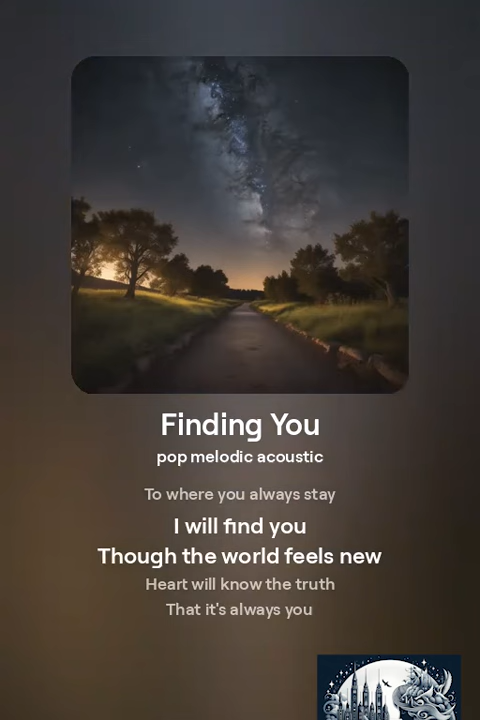 Finding You
pop melodic acoustic
To where you always stay
I will find you
Though the world feels new
Heart will know the truth
That it's always you